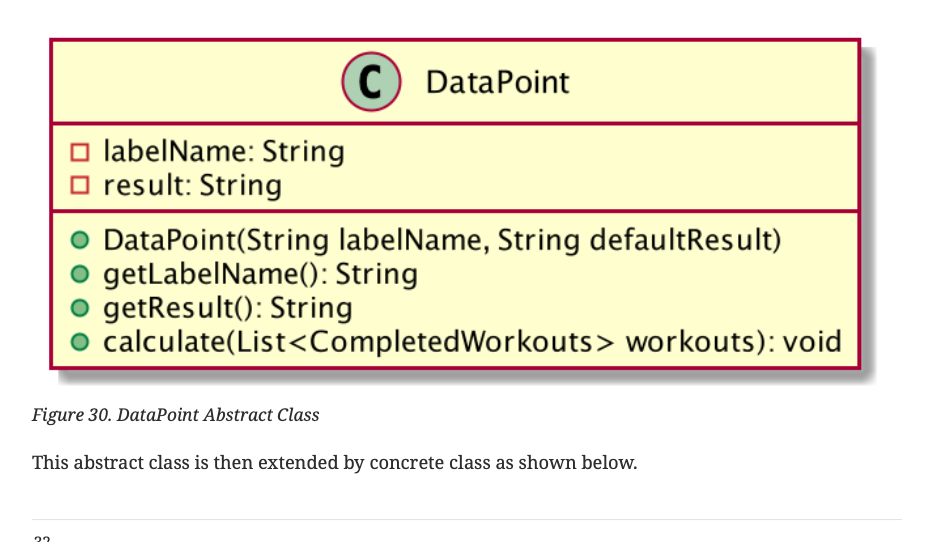 C DataPoint
labelName: String
result: String
DataPoint(String labelName, String defaultResult)
getLabelName(): String
getResult(): String
calculate(List<CompletedWorkouts> workouts): void
Figure 30. DataPoint Abstract Class
This abstract class is then extended by concrete class as shown below.
32